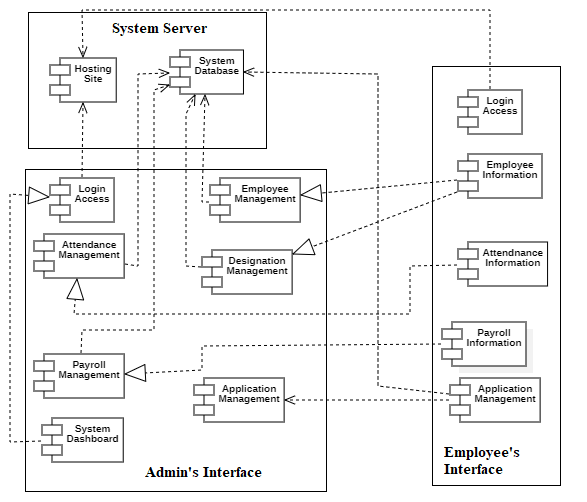 System Server
Hosting
Site
System
Database
Login
Access
Employee
Management
Attendance
Management
Designation
Management
Payroll
Management
Application
Management
System
Dashboard
Admin's Interface
Login
Access
Employee
Information
Attendnance
Information
Payroll
Information
Application
Management
Employee's
Interface